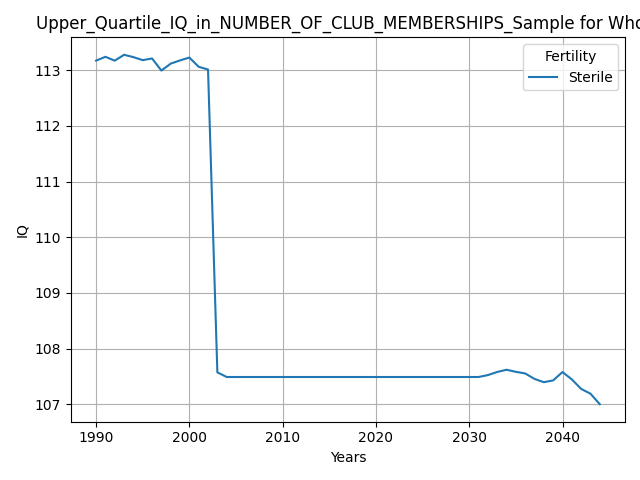 Upper_Quartile_IQ_in_NUMBER_OF_CLUB_MEMBERSHIPS_Sample for Who
Fertility
Sterile
113
112
111
110
109
108
107
IQ
1990 2000 2010 2020 2030 2040
Years